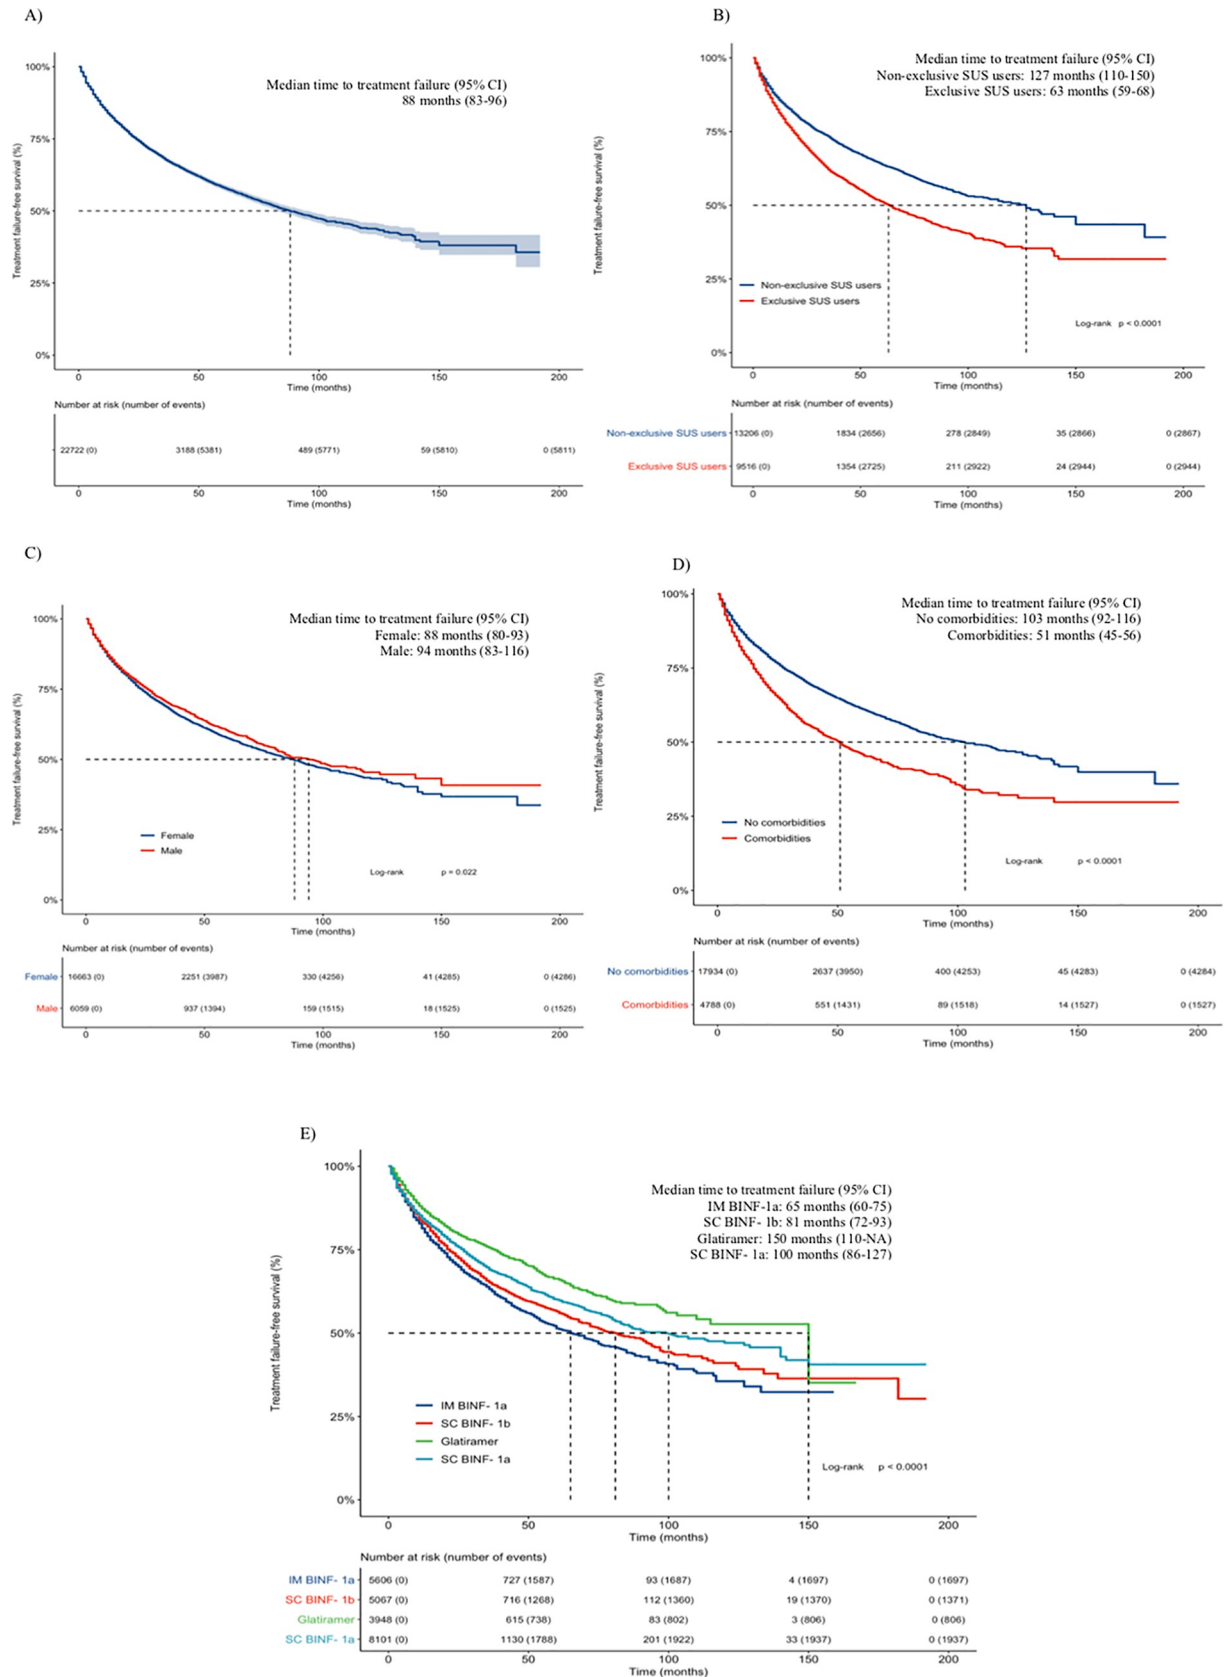 A)
Treatment failure-free survival (%)
100%
75%
50%
25%
0%
Median time to treatment failure (95% CI)
88 months (83-96)
0 50 100 150 200
Time (months)
Number at risk (number of events)
22722 (0) 3188 (5381) 489 (5771) 59 (5810) 0 (5811)
0 50 100 150 200
Time (months)
B)
Treatment failure-free survival (%)
100%
75%
50%
25%
0%
Median time to treatment failure (95% CI)
Non-exclusive SUS users: 127 months (110-150)
Exclusive SUS users: 63 months (59-68)
Non-exclusive SUS users
Exclusive SUS users
Log-rank p < 0.0001
0 50 100 150 200
Time (months)
Number at risk (number of events)
Non-exclusive SUS users 13206 (0) 1834 (2656) 278 (2849) 35 (2866) 0 (2867)
Exclusive SUS users 9516 (0) 1354 (2725) 211 (2922) 24 (2944) 0 (2944)
0 50 100 150 200
Time (months)
C)
Treatment failure-free survival (%)
100%
75%
50%
25%
0%
Median time to treatment failure (95% CI)
Female: 88 months (80-93)
Male: 94 months (83-116)
Female
Male
Log-rank p = 0.022
0 50 100 150 200
Time (months)
Number at risk (number of events)
Female 16663 (0) 2251 (3987) 330 (4256) 41 (4285) 0 (4286)
Male 6059 (0) 937 (1394) 159 (1515) 18 (1525) 0 (1525)
0 50 100 150 200
Time (months)
D)
Treatment failure-free survival (%)
100%
75%
50%
25%
0%
Median time to treatment failure (95% CI)
No comorbidities: 103 months (92-116)
Comorbidities: 51 months (45-56)
No comorbidities
Comorbidities
Log-rank p < 0.0001
0 50 100 150 200
Time (months)
Number at risk (number of events)
No comorbidities 17934 (0) 2637 (3950) 400 (4253) 45 (4283) 0 (4284)
Comorbidities 4788 (0) 551 (1431) 89 (1518) 14 (1527) 0 (1527)
0 50 100 150 200
Time (months)
E)
Treatment failure-free survival (%)
100%
75%
50%
25%
0%
Median time to treatment failure (95% CI)
IM BINF-1a: 65 months (60-75)
SC BINF- 1b: 81 months (72-93)
Glatiramer: 150 months (110-NA)
SC BINF- 1a: 100 months (86-127)
IM BINF- 1a
SC BINF- 1b
Glatiramer
SC BINF- 1a
Log-rank p < 0.0001
0 50 100 150 200
Time (months)
Number at risk (number of events)
IM BINF- 1a 5606 (0) 727 (1587) 93 (1687) 4 (1697) 0 (1697)
SC BINF- 1b 5067 (0) 716 (1268) 112 (1360) 19 (1370) 0 (1371)
Glatiramer 3948 (0) 615 (738) 83 (802) 3 (806) 0 (806)
SC BINF- 1a 8101 (0) 1130 (1788) 201 (1922) 33 (1937) 0 (1937)
0 50 100 150 200
Time (months)